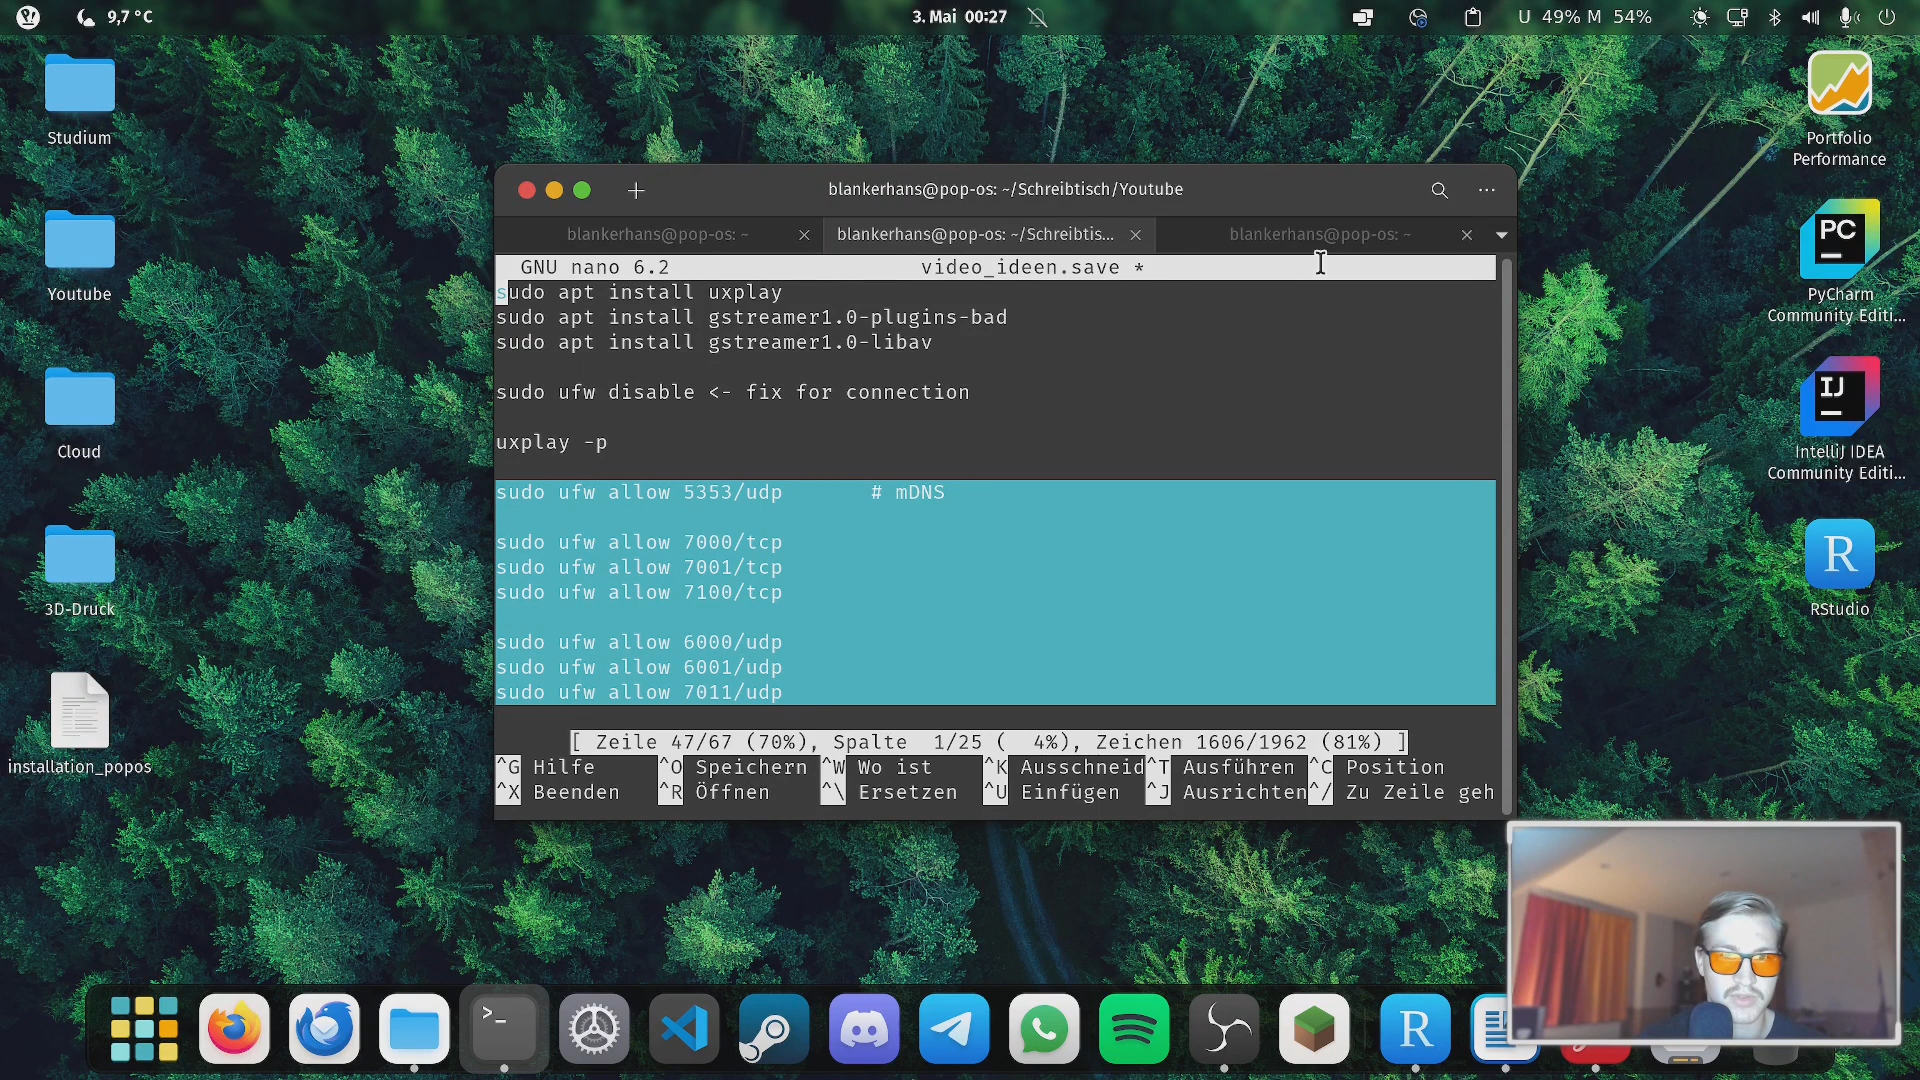 9,7 °C
3. Mai 00:27
U 49% M 54%
Studium
Youtube
Cloud
3D-Druck
installation_popos
Portfolio
Performance
PC
PyCharm
Community Editi...
IJ
IntelliJ IDEA
Community Editi...
R
RStudio
blankerhans@pop-os: ~/Schreibtisch/Youtube
blankerhans@pop-os: ~
blankerhans@pop-os: ~/Schreibtis...
blankerhans@pop-os: ~
GNU nano 6.2 video_ideen.save *
sudo apt install uxplay
sudo apt install gstreamer1.0-plugins-bad
sudo apt install gstreamer1.0-libav
sudo ufw disable <- fix for connection
uxplay -p
sudo ufw allow 5353/udp # mDNS
sudo ufw allow 7000/tcp
sudo ufw allow 7001/tcp
sudo ufw allow 7100/tcp
sudo ufw allow 6000/udp
sudo ufw allow 6001/udp
sudo ufw allow 7011/udp
[ Zeile 47/67 (70%), Spalte 1/25 ( 4%), Zeichen 1606/1962 (81%) ]
^G Hilfe ^O Speichern ^W Wo ist ^K Ausschneid ^T Ausführen ^C Position
^X Beenden ^R Öffnen ^\ Ersetzen ^U Einfügen ^J Ausrichten ^/ Zu Zeile geh
>_
R